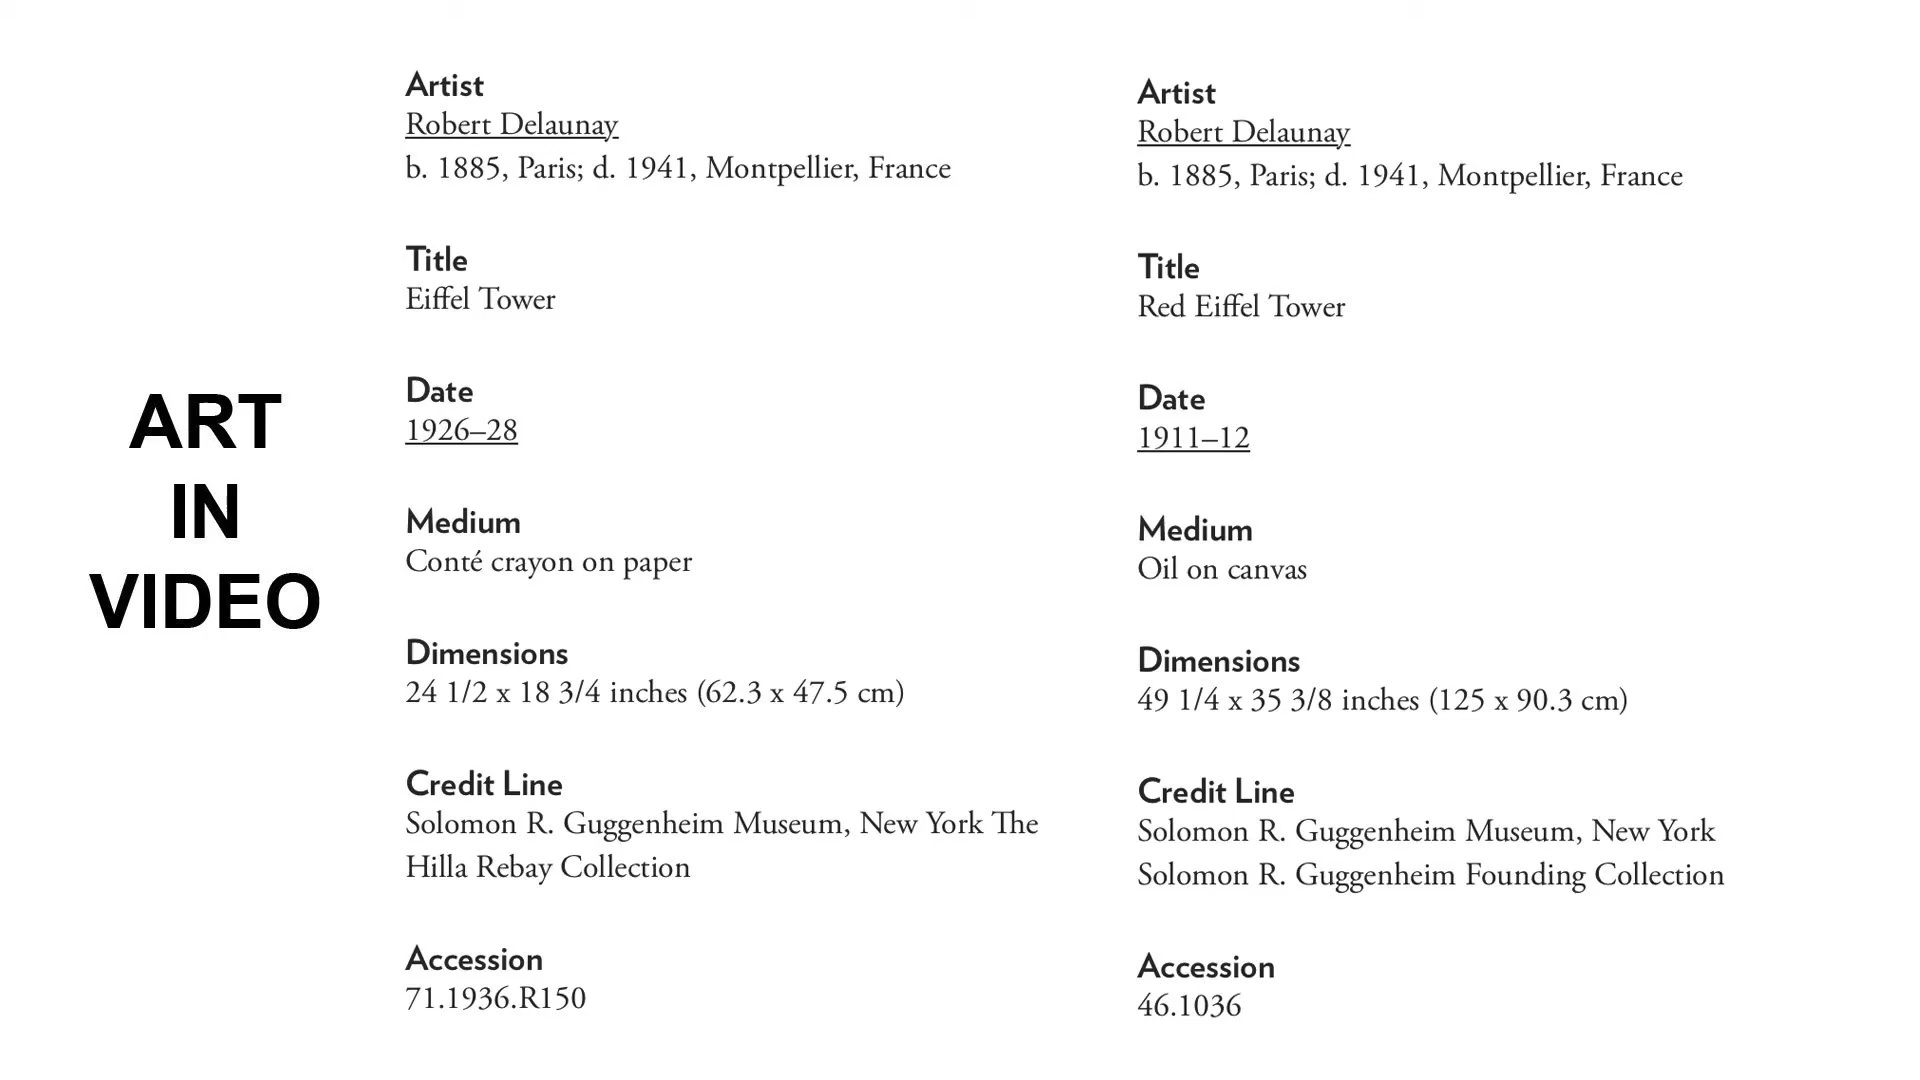 ART
IN
VIDEO
Artist
Robert Delaunay
b. 1885, Paris; d. 1941, Montpellier, France
Title
Eiffel Tower
Date
1926–28
Medium
Conté crayon on paper
Dimensions
24 1/2 x 18 3/4 inches (62.3 x 47.5 cm)
Credit Line
Solomon R. Guggenheim Museum, New York The
Hilla Rebay Collection
Accession
71.1936.R150
Artist
Robert Delaunay
b. 1885, Paris; d. 1941, Montpellier, France
Title
Red Eiffel Tower
Date
1911–12
Medium
Oil on canvas
Dimensions
49 1/4 x 35 3/8 inches (125 x 90.3 cm)
Credit Line
Solomon R. Guggenheim Museum, New York
Solomon R. Guggenheim Founding Collection
Accession
46.1036